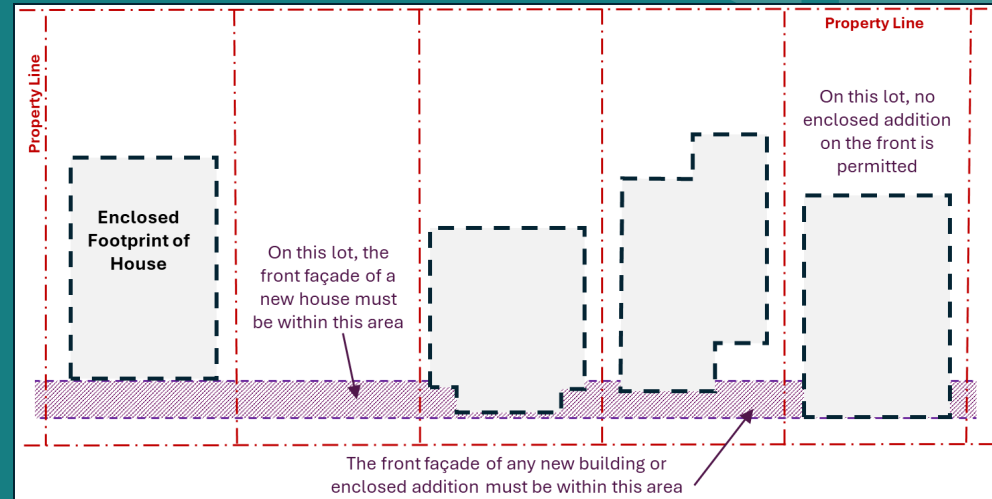 Property Line
Property Line
On this lot, no
enclosed addition
on the front is
permitted
Enclosed
Footprint of
House
On this lot, the
front façade of a
new house must
be within this area
The front façade of any new building or
enclosed addition must be within this area